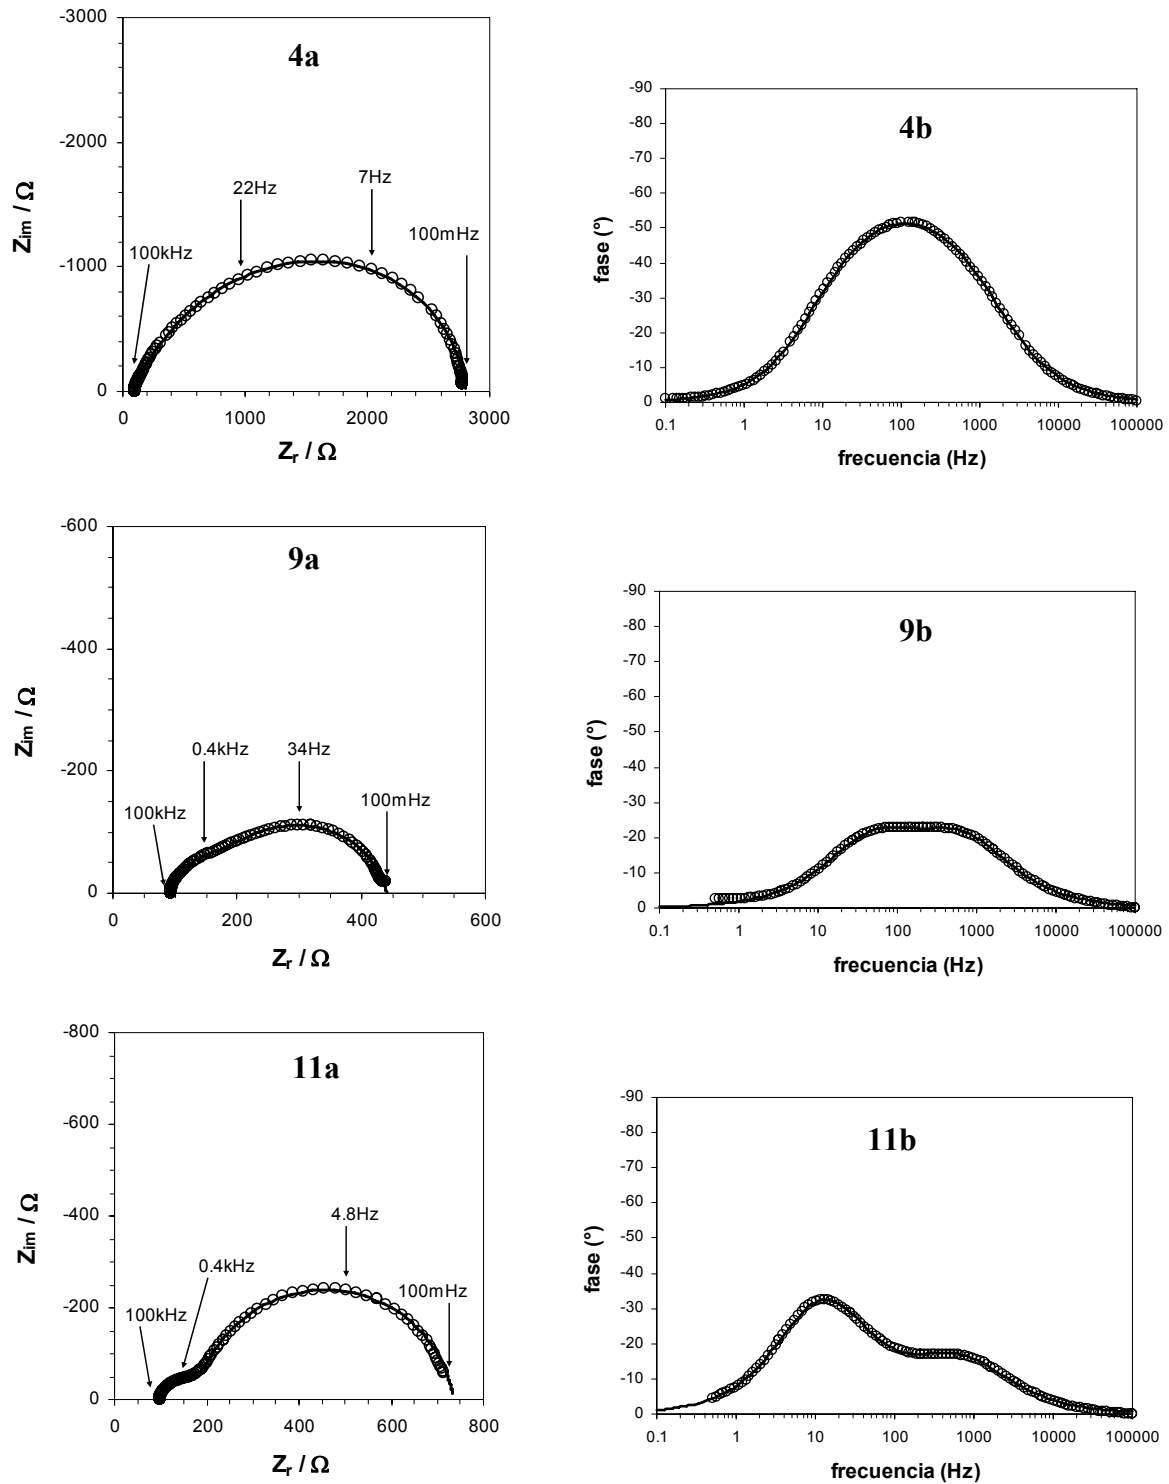 4a
-3000
-2000
-1000
0
Zim / Ω
100kHz
22Hz
7Hz
100mHz
0 1000 2000 3000
Zr / Ω
4b
-90
-80
-70
-60
-50
-40
-30
-20
-10
0
fase (°)
0.1 1 10 100 1000 10000 100000
frecuencia (Hz)
9a
-600
-400
-200
0
Zim / Ω
100kHz
0.4kHz
34Hz
100mHz
0 200 400 600
Zr / Ω
9b
-90
-80
-70
-60
-50
-40
-30
-20
-10
0
fase (°)
0.1 1 10 100 1000 10000 100000
frecuencia (Hz)
11a
-800
-600
-400
-200
0
Zim / Ω
100kHz
0.4kHz
4.8Hz
100mHz
0 200 400 600 800
Zr / Ω
11b
-90
-80
-70
-60
-50
-40
-30
-20
-10
0
fase (°)
0.1 1 10 100 1000 10000 100000
frecuencia (Hz)